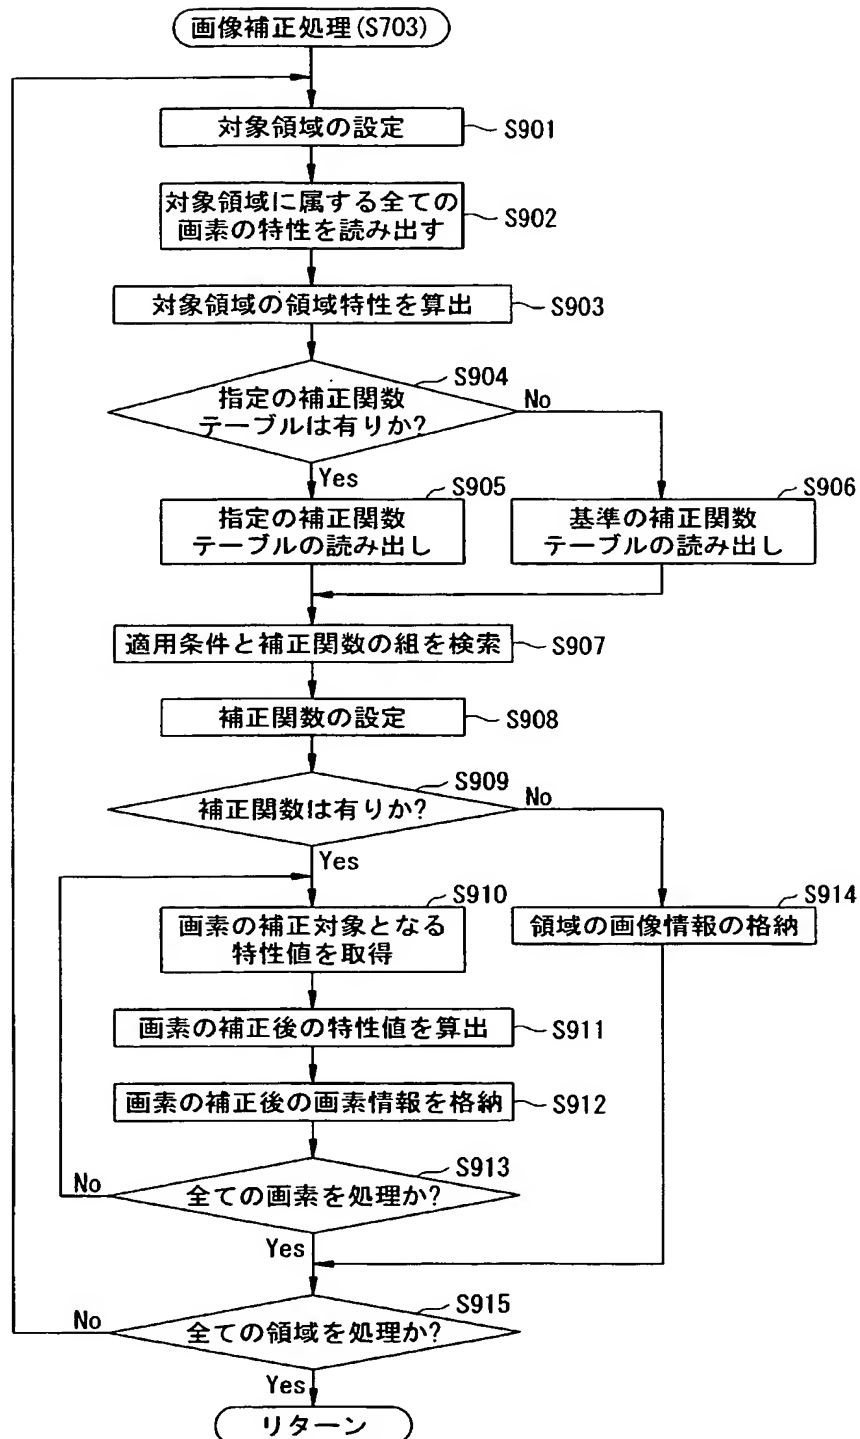 画像補正処理(S703)
対象領域の設定
S901
対象領域に属する全ての
画素の特性を読み出す
S902
対象領域の領域特性を算出
S903
S904
指定の補正関数
テーブルは有りか?
No
Yes
S905
指定の補正関数
テーブルの読み出し
S906
基準の補正関数
テーブルの読み出し
適用条件と補正関数の組を検索
S907
補正関数の設定
S908
S909
補正関数は有りか?
No
Yes
S910
画素の補正対象となる
特性値を取得
S914
領域の画像情報の格納
画素の補正後の特性値を算出
S911
画素の補正後の画素情報を格納
S912
S913
No
全ての画素を処理か?
Yes
S915
No
全ての領域を処理か?
Yes
リターン